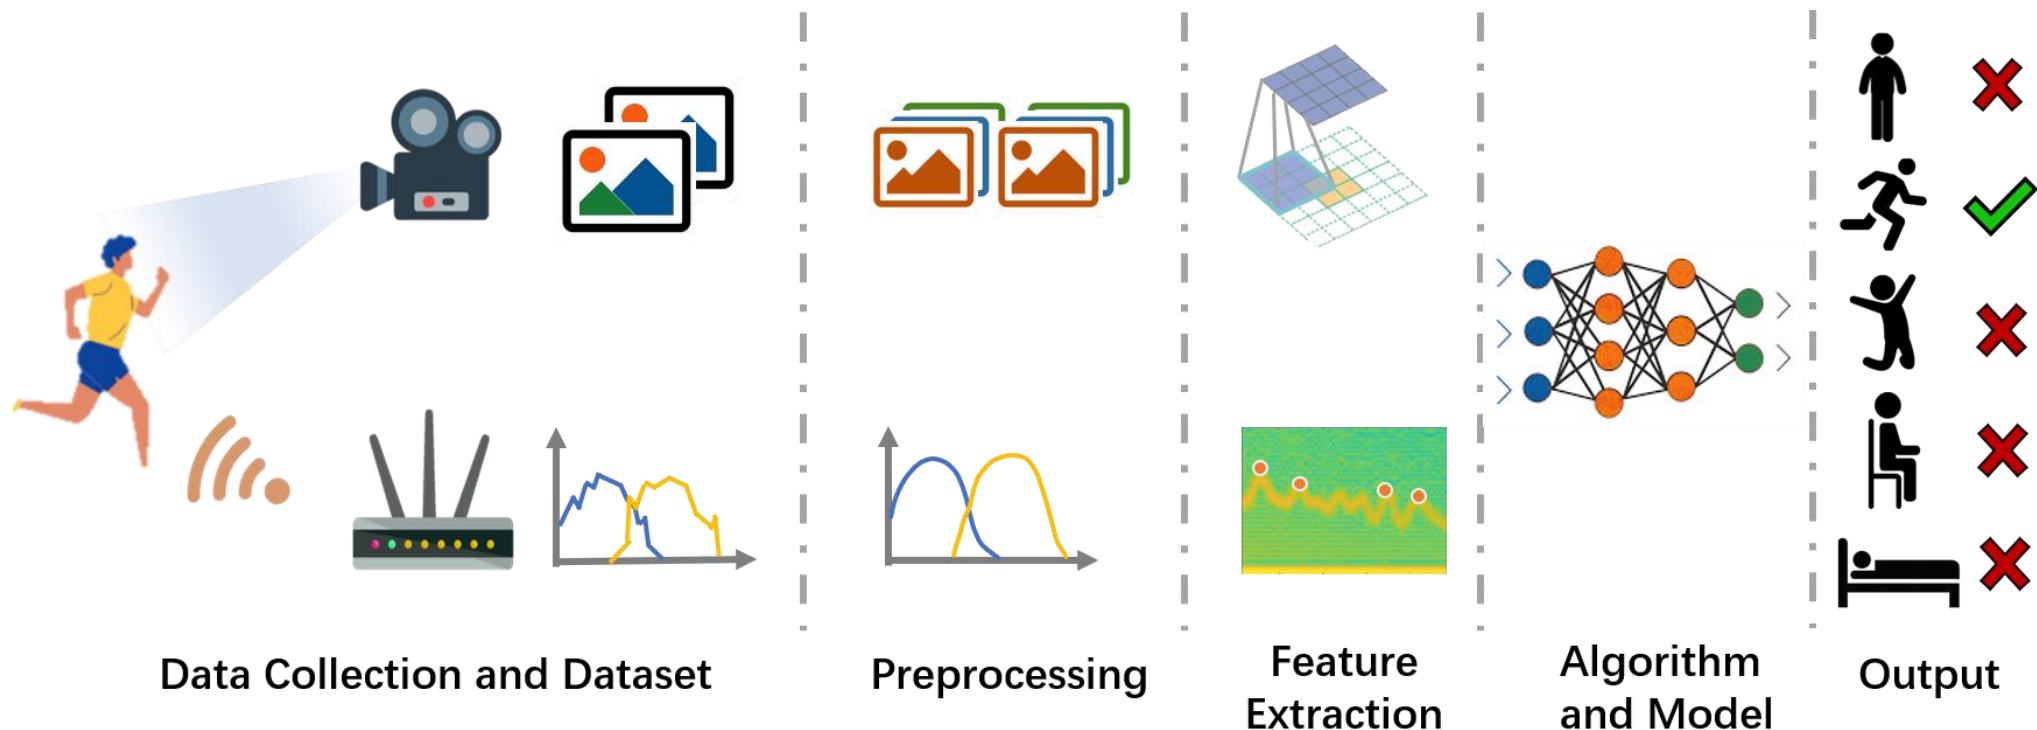 Data Collection and Dataset
Preprocessing
Feature
Extraction
Algorithm
and Model
Output